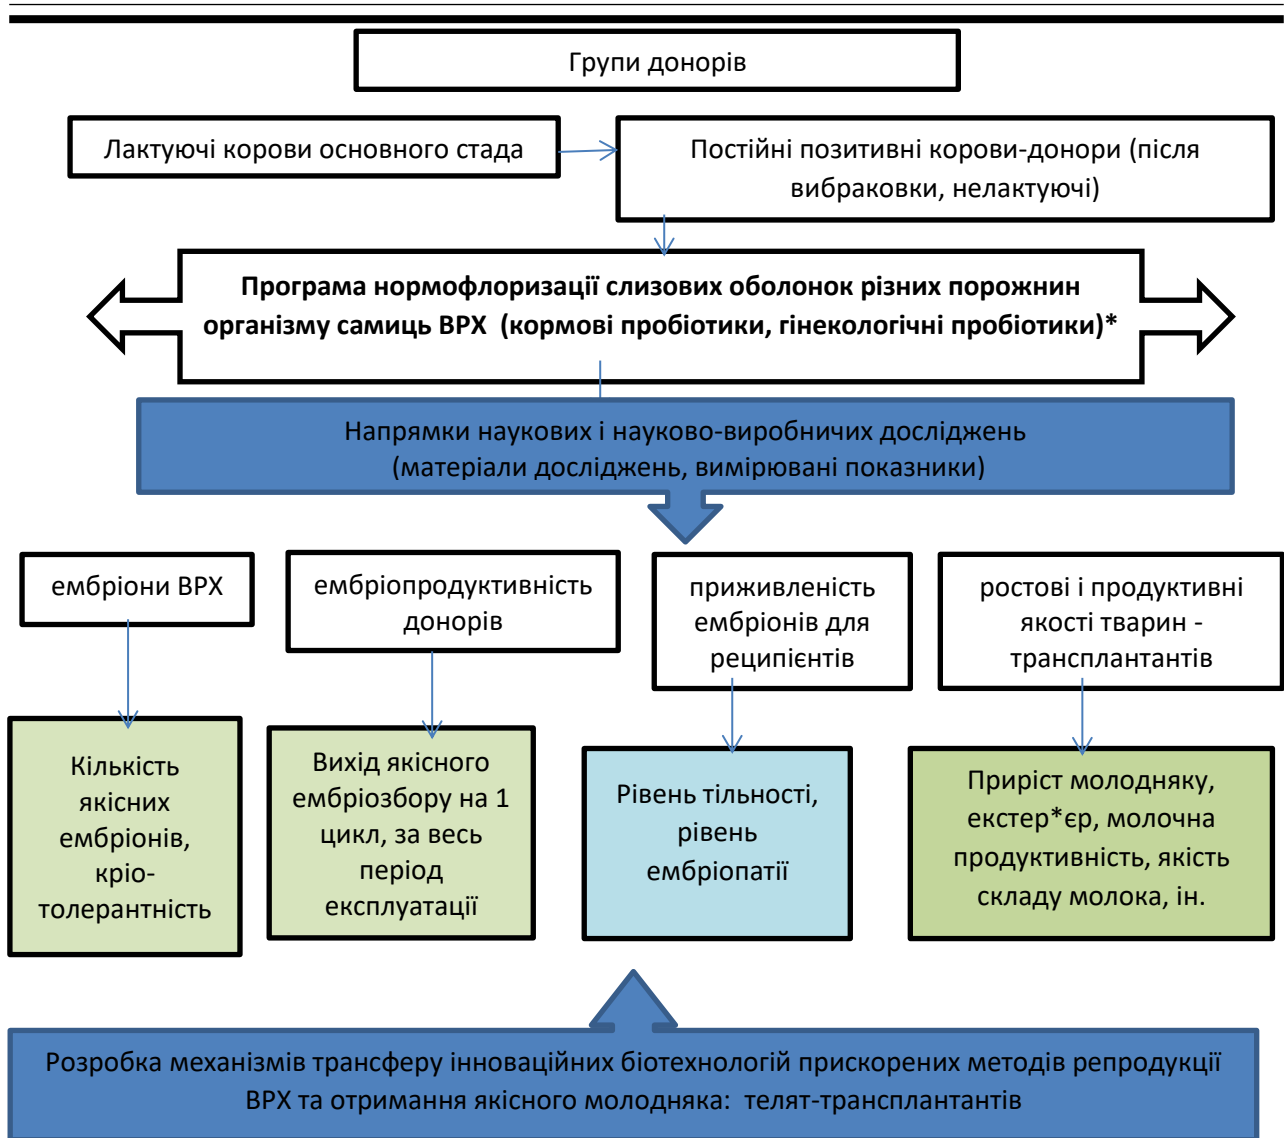 Групи донорів
Лактуючі корови основного стада
Постійні позитивні корови-донори (після
вибраковки, нелактуючі)
Програма нормофлоризації слизових оболонок різних порожнин
організму самиць ВРХ (кормові пробіотики, гінекологічні пробіотики)*
Напрямки наукових і науково-виробничих досліджень
(матеріали досліджень, вимірювані показники)
ембріони ВРХ
ембріопродуктивність
донорів
приживленість
ембріонів для
реципієнтів
ростові і продуктивні
якості тварин -
трансплантантів
Кількість
якісних
ембріонів,
кріо-
толерантність
Вихід якісного
ембріозбору на 1
цикл, за весь
період
експлуатації
Рівень тільності,
рівень
ембріопатії
Приріст молодняку,
екстер*єр, молочна
продуктивність, якість
складу молока, ін.
Розробка механізмів трансферу інноваційних біотехнологій прискорених методів репродукції
ВРХ та отримання якісного молодняка: телят-трансплантантів